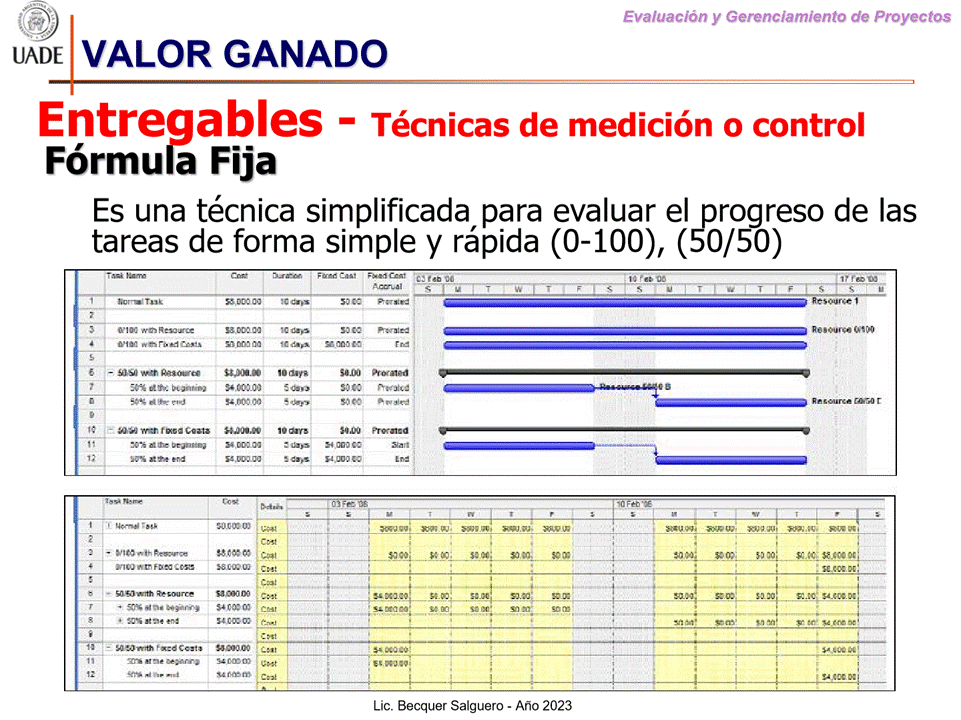 Evaluación y Gerenciamiento de Proyectos
UADE
VALOR GANADO
Entregables - Técnicas de medición o control
Fórmula Fija
Es una técnica simplificada para evaluar el progreso de las
tareas de forma simple y rápida (0-100), (50/50)
Task Name Cost Duration Fixed Cost Fixed Cost Accrual 03 Feb '08 10 Feb '08 17 Feb '08
S M T W T F S S M T W T F S S M
1 Normal Task $8,000.00 10 days $0.00 Prorated Resource 1
2
3 0/100 with Resource $8,000.00 10 days $0.00 Prorated Resource 0/100
4 0/100 with Fixed Costs 10 days End
5
6 50/50 with Resource $8,000.00 10 days $0.00 Prorated
7 50% at the beginning $4,000.00 5 days $0.00 Prorated Resource 50/50 B
8 50% at the end $4,000.00 5 days $0.00 Prorated Resource 50/50 E
9
10 50/50 with Fixed Costs $8,000.00 10 days $0.00 Prorated
11 50% at the beginning $4,000.00 5 days $4,000.00 Start
12 50% at the end $4,000.00 5 days $4,000.00 End
Task Name Cost Details 03 Feb '08 10 Feb '08
S S M T W T F S S M T W T F S
1 Normal Task $8,000.00 Cost $800.00 $800.00 $800.00 $800.00 $800.00 $800.00 $800.00 $800.00 $800.00 $800.00
2 Cost
3 0/100 with Resource $8,000.00 Cost $0.00 $0.00 $0.00 $0.00 $0.00 $0.00 $0.00 $0.00 $0.00 $8,000.00
4 0/100 with Fixed Costs $8,000.00 Cost $8,000.00
5 Cost
6 50/50 with Resource $8,000.00 Cost $4,000.00 $0.00 $0.00 $0.00 $0.00 $0.00 $0.00 $0.00 $0.00 $4,000.00
7 50% at the beginning $4,000.00 Cost $4,000.00 $0.00 $0.00 $0.00 $0.00
8 50% at the end $4,000.00 Cost $0.00 $0.00 $0.00 $0.00 $4,000.00
9 Cost
10 50/50 with Fixed Costs $8,000.00 Cost $4,000.00 $4,000.00
11 50% at the beginning $4,000.00 Cost $4,000.00
12 50% at the end $4,000.00 Cost $4,000.00
Lic. Becquer Salguero - Año 2023